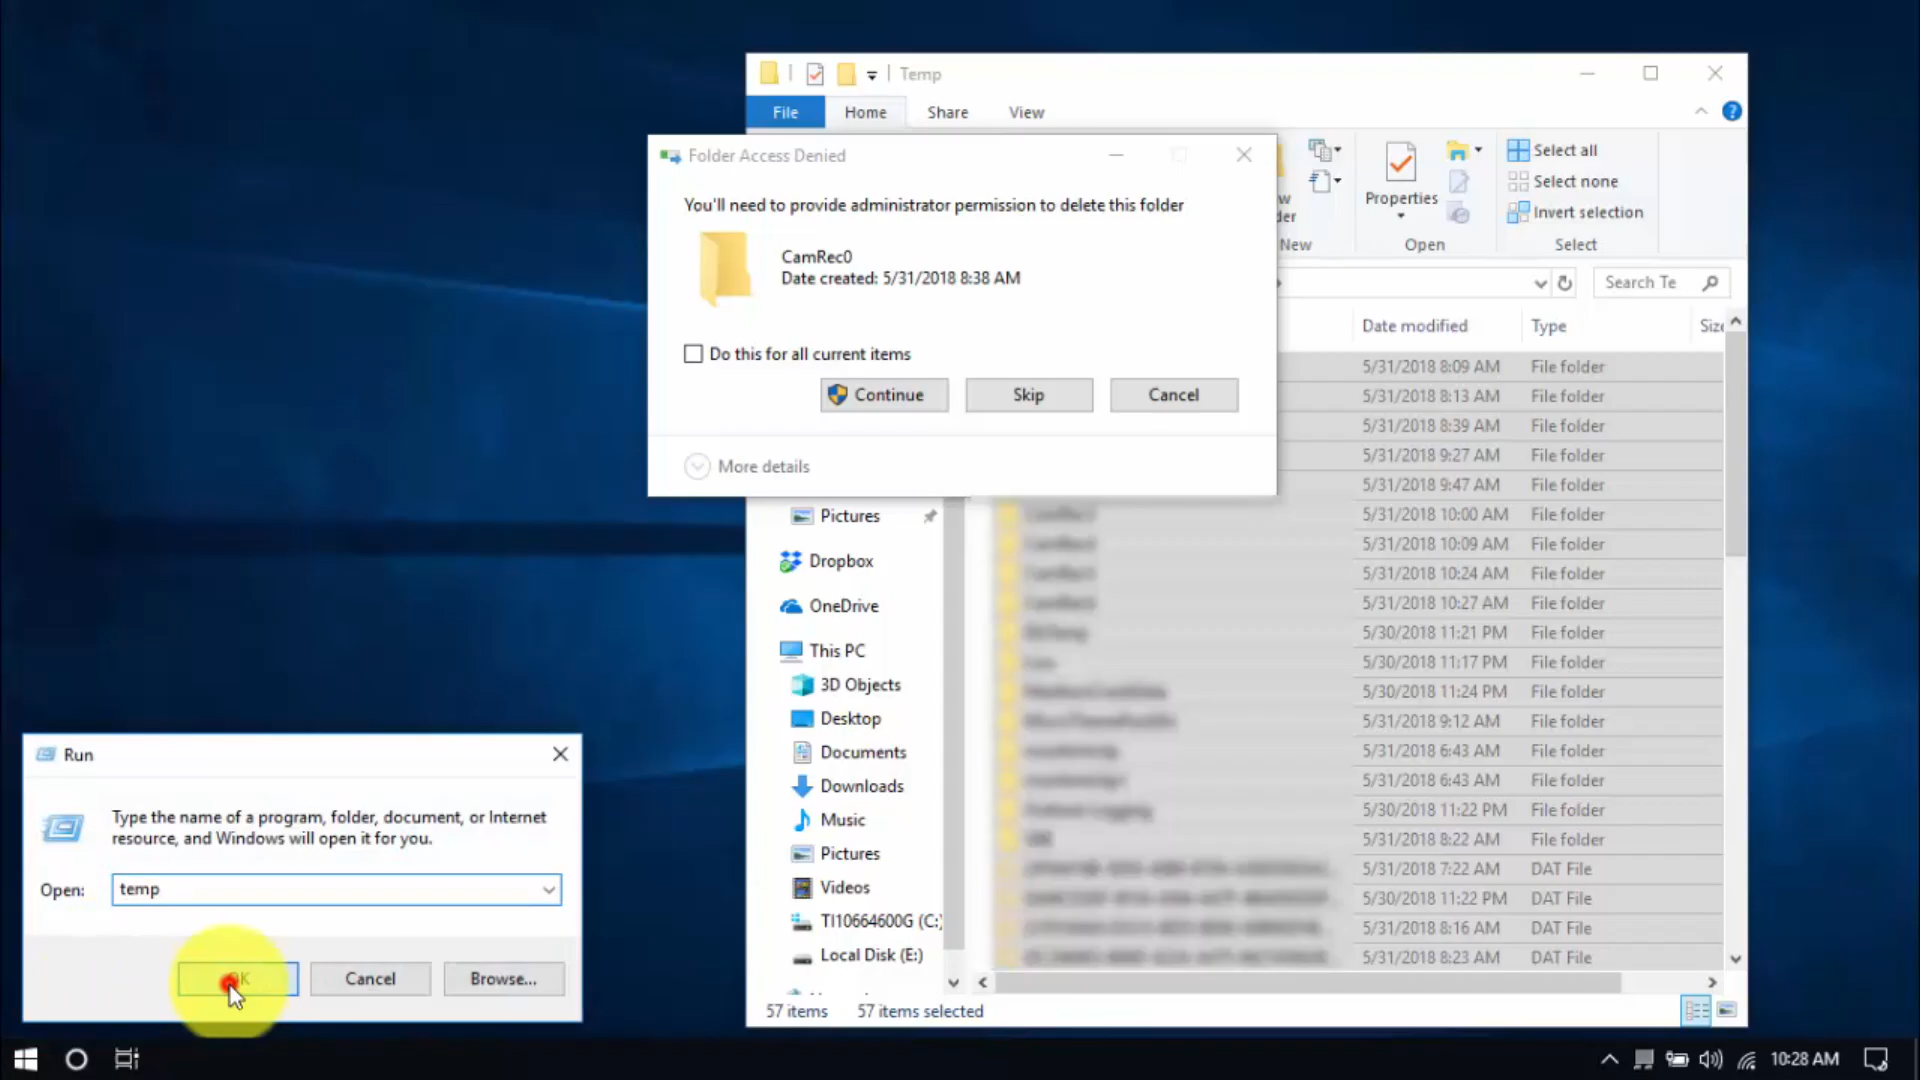 Temp
File
Home
Share
View
Folder Access Denied
You'll need to provide administrator permission to delete this folder
CamRec0
Date created: 5/31/2018 8:38 AM
Do this for all current items
Continue
Skip
Cancel
More details
New
Properties
Open
Select all
Select none
Invert selection
Select
Search Te
Date modified
Type
Size
5/31/2018 8:09 AM File folder
5/31/2018 8:13 AM File folder
5/31/2018 8:39 AM File folder
5/31/2018 9:27 AM File folder
5/31/2018 9:47 AM File folder
5/31/2018 10:00 AM File folder
5/31/2018 10:09 AM File folder
5/31/2018 10:24 AM File folder
5/31/2018 10:27 AM File folder
5/30/2018 11:21 PM File folder
5/30/2018 11:17 PM File folder
5/30/2018 11:24 PM File folder
5/31/2018 9:12 AM File folder
5/31/2018 6:43 AM File folder
5/31/2018 6:43 AM File folder
5/30/2018 11:22 PM File folder
5/31/2018 8:22 AM File folder
5/31/2018 7:22 AM DAT File
5/30/2018 11:22 PM DAT File
5/31/2018 8:16 AM DAT File
5/31/2018 8:23 AM DAT File
Pictures
Dropbox
OneDrive
This PC
3D Objects
Desktop
Documents
Downloads
Music
Pictures
Videos
TI10664600G (C:)
Local Disk (E:)
57 items
57 items selected
Run
Type the name of a program, folder, document, or Internet
resource, and Windows will open it for you.
Open:
temp
OK
Cancel
Browse...
10:28 AM